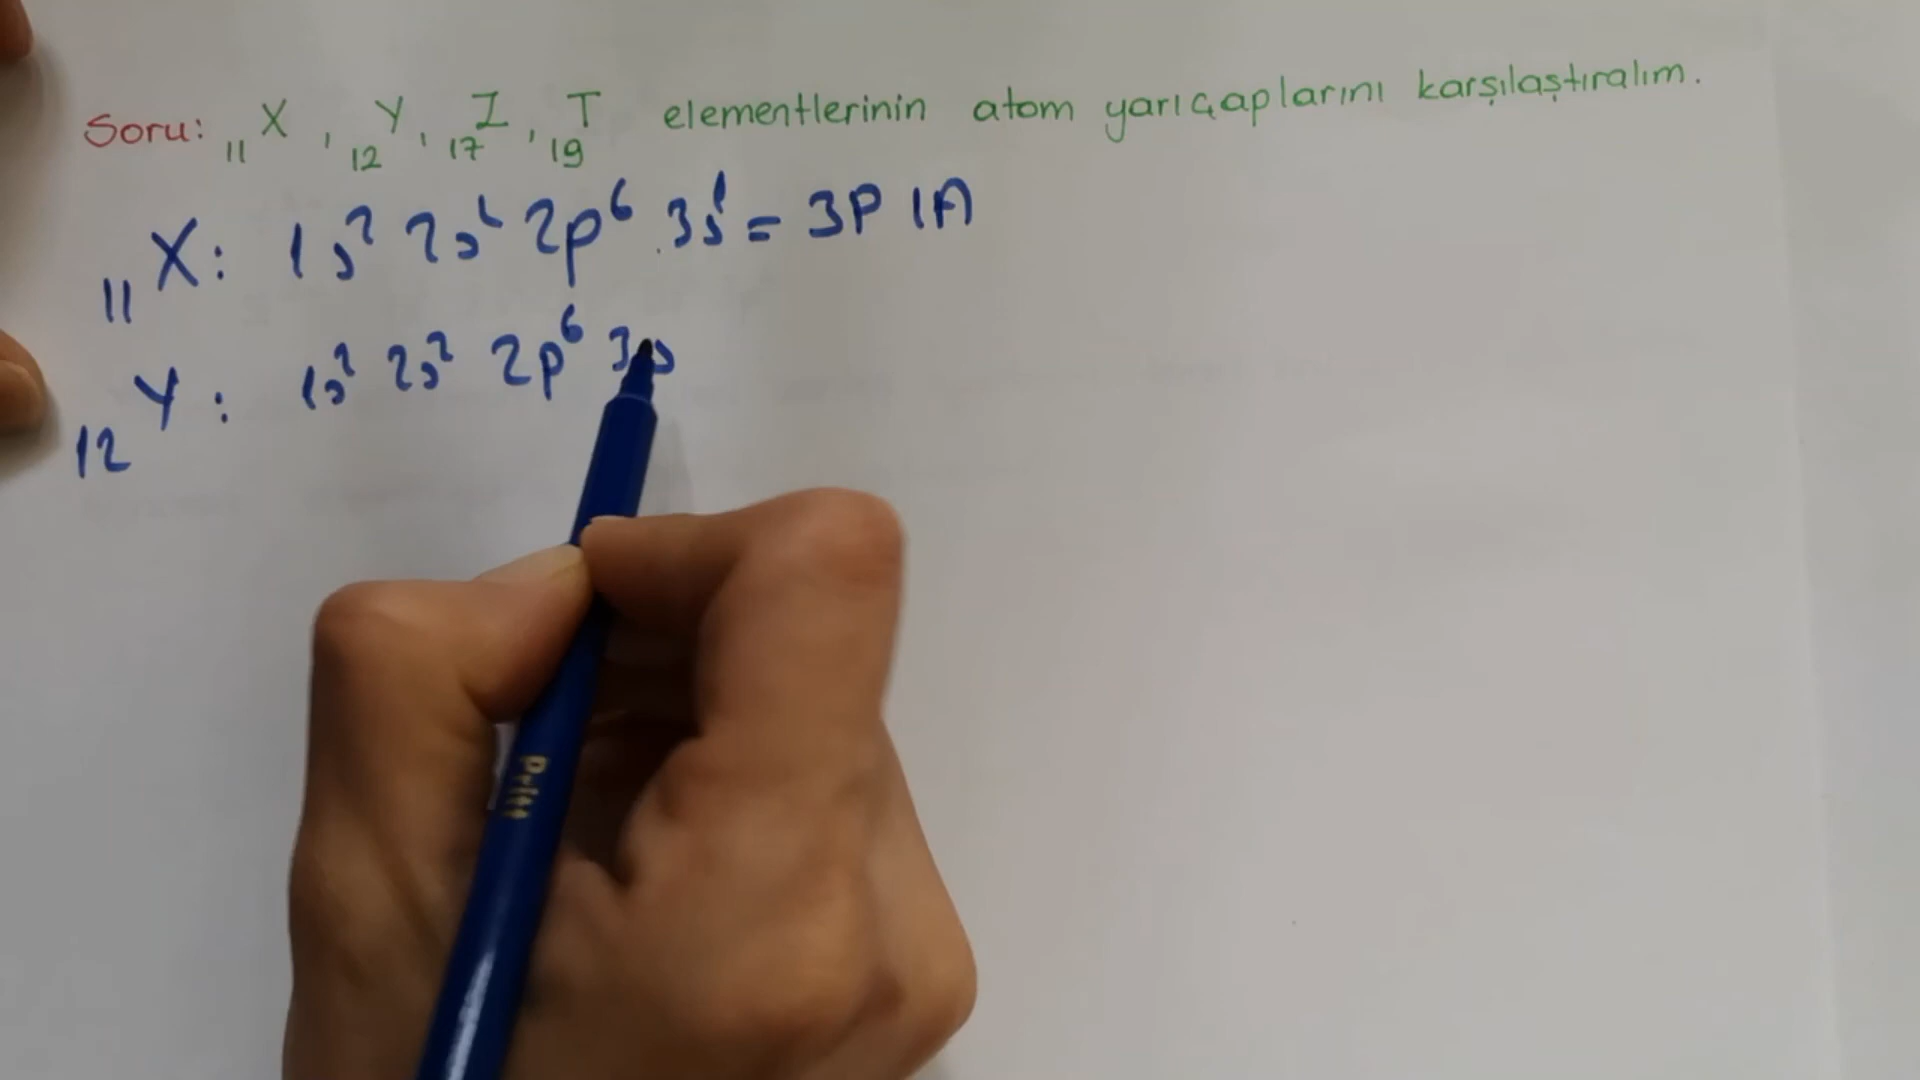 Soru: ₁₁X, ₁₂Y, ₁₇Z, ₁₉T elementlerinin atom yarıçaplarını karşılaştıralım.
₁₁X: 1s² 2s² 2p⁶ 3s¹ = 3P 1A
₁₂Y: 1s² 2s² 2p⁶ 3s
Pritt